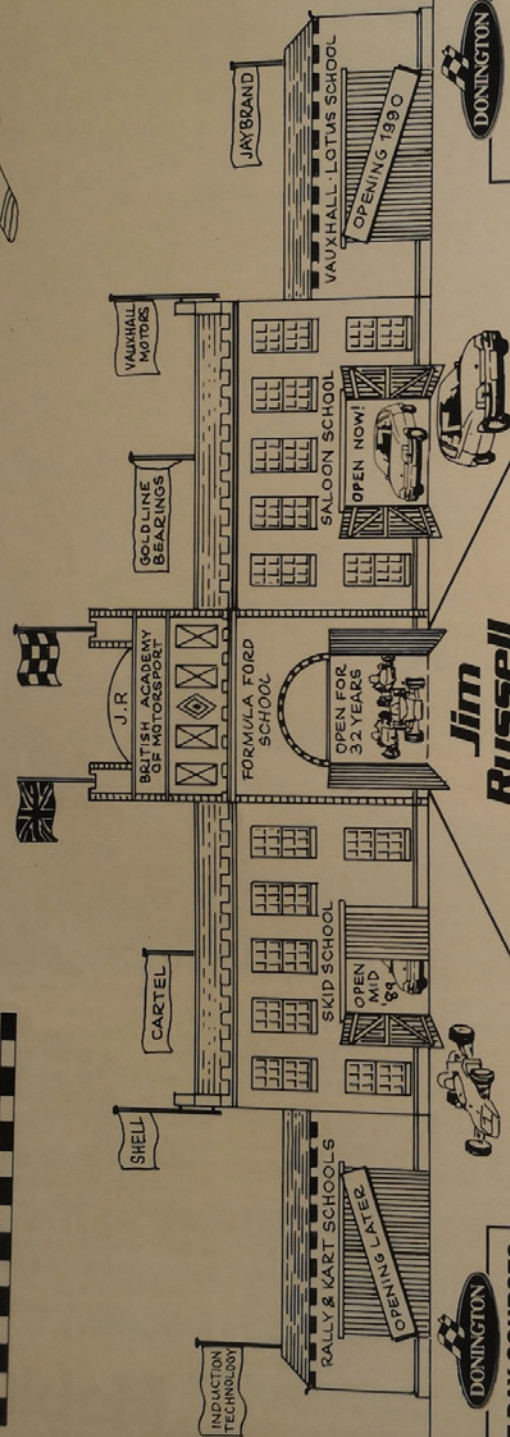 INDUCTION
TECHNOLOGY
SHELL
CARTEL
GOLDLINE
BEARINGS
VAUXHALL
MOTORS
JAYBRAND
J.R
BRITISH ACADEMY
OF MOTORSPORT
RALLY & KART SCHOOLS
OPENING LATER
SKID SCHOOL
OPEN
MID
'89
FORMULA FORD
SCHOOL
OPEN FOR
32 YEARS
SALOON SCHOOL
OPEN NOW!
VAUXHALL·LOTUS SCHOOL
OPENING 1990
DONINGTON
Jim
Russell
DONINGTON